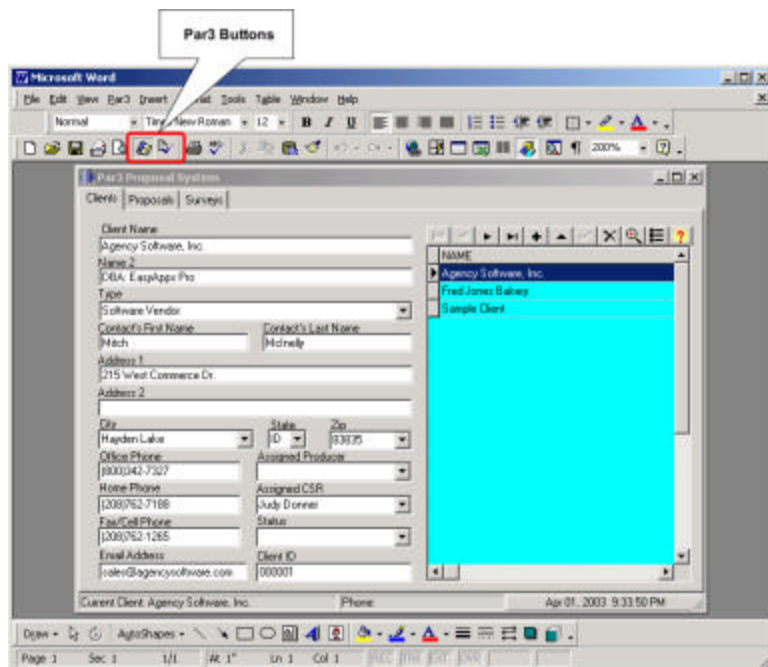 Par3 Buttons
Microsoft Word
File Edit View Par3 Insert Format Tools Table Window Help
Normal Times New Roman 12 B I U
200%
Par3 Proposal System
Clients Proposals Surveys
Client Name
Agency Software, Inc.
Name 2
DBA: EasyApps Pro
Type
Software Vendor
Contact's First Name Contact's Last Name
Mitch McInelly
Address 1
215 West Commerce Dr.
Address 2
City State Zip
Hayden Lake ID 83835
Office Phone Assigned Producer
(800)342-7327
Home Phone Assigned CSR
(208)762-7188 Judy Donner
Fax/Cell Phone Status
(208)762-1265
Email Address Client ID
sales@agencysoftware.com 000001
NAME
Agency Software, Inc.
Fred Jones Bakery
Sample Client
Current Client: Agency Software, Inc. Phone: Apr 01, 2003 9:33:50 PM
Draw AutoShapes
Page 1 Sec 1 1/1 At 1" Ln 1 Col 1 REC TRK EXT OVR